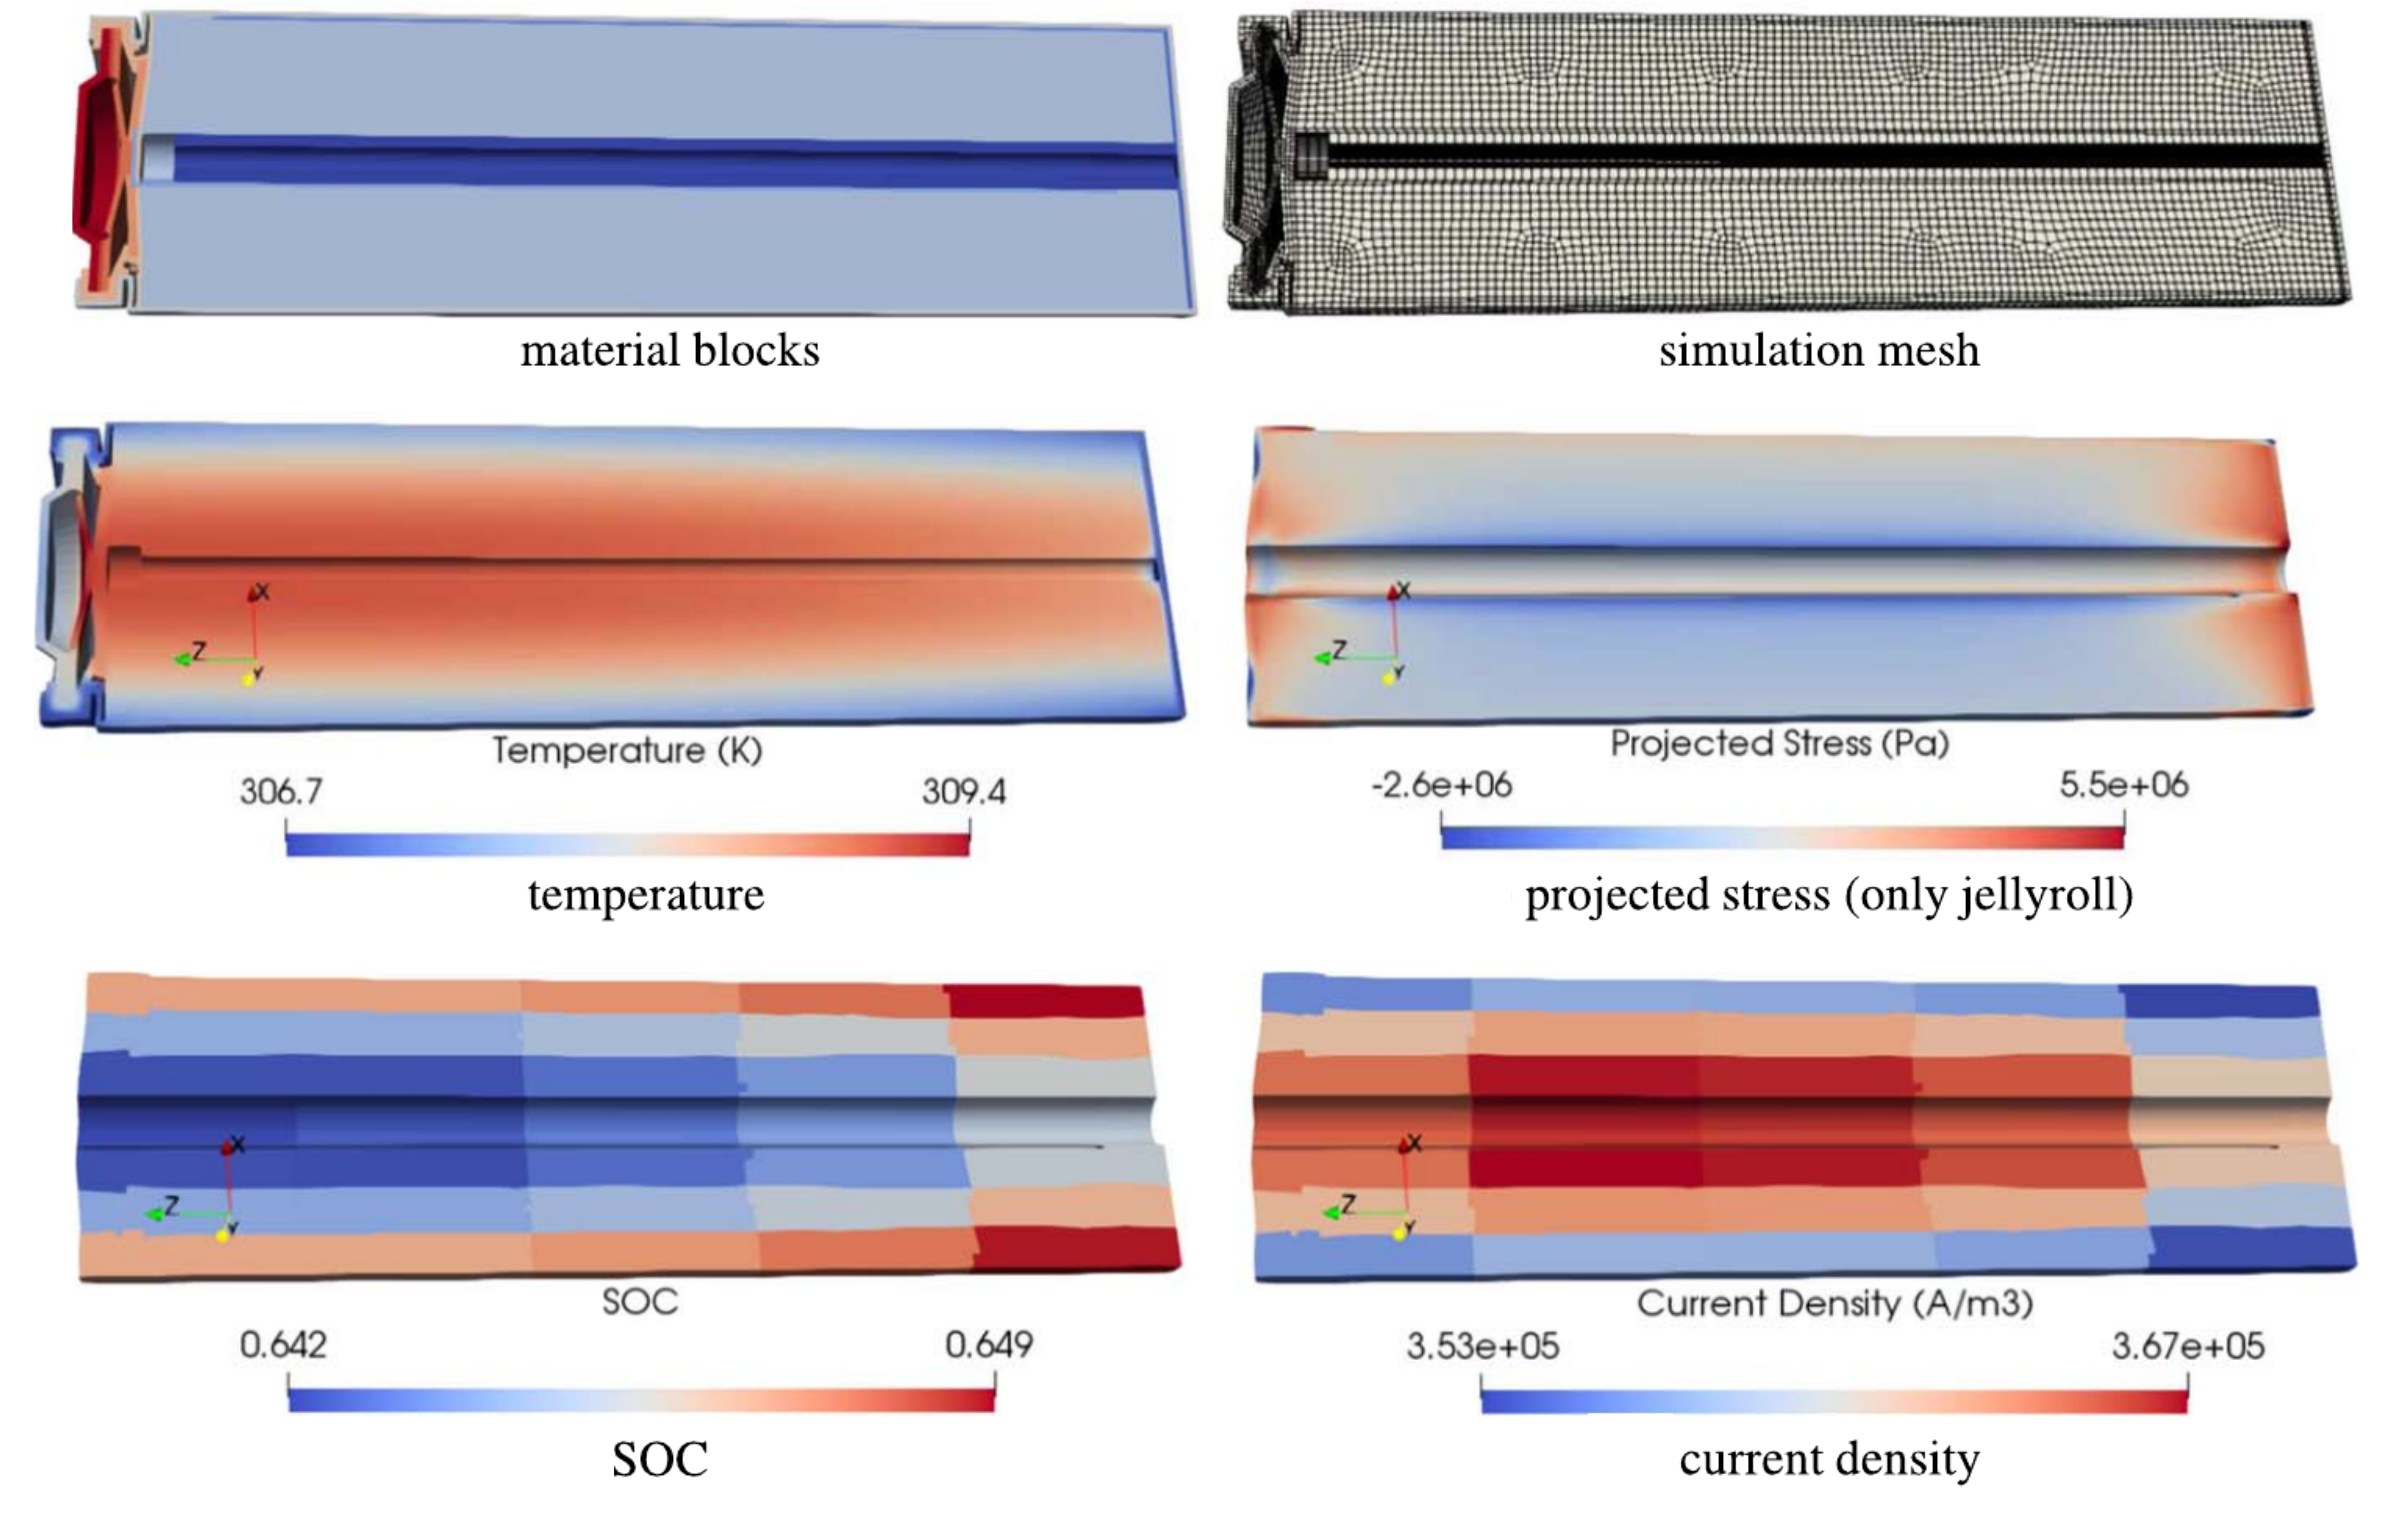 material blocks
simulation mesh
X
Z
Y
Temperature (K)
306.7 309.4
temperature
X
Z
Y
Projected Stress (Pa)
-2.6e+06 5.5e+06
projected stress (only jellyroll)
X
Z
Y
SOC
0.642 0.649
SOC
X
Z
Y
Current Density (A/m3)
3.53e+05 3.67e+05
current density